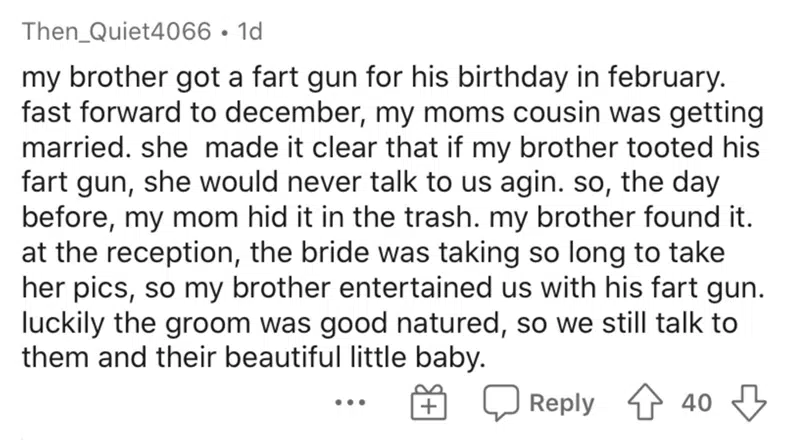 Then_Quiet4066 • 1d
my brother got a fart gun for his birthday in february.
fast forward to december, my moms cousin was getting
married. she  made it clear that if my brother tooted his
fart gun, she would never talk to us agin. so, the day
before, my mom hid it in the trash. my brother found it.
at the reception, the bride was taking so long to take
her pics, so my brother entertained us with his fart gun.
luckily the groom was good natured, so we still talk to
them and their beautiful little baby.
••• Reply 40